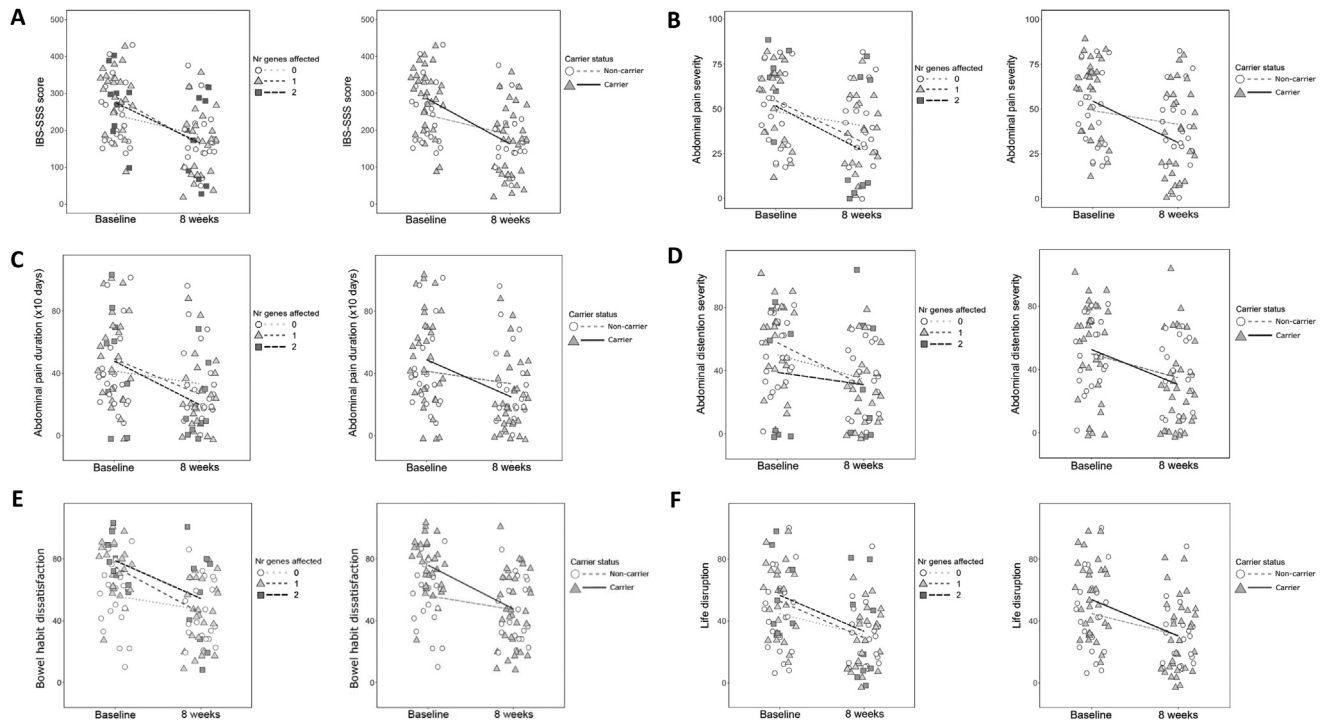 A
IBS-SSS score
500
400
300
200
100
0
Baseline
8 weeks
Nr genes affected
0
1
2
IBS-SSS score
500
400
300
200
100
0
Baseline
8 weeks
Carrier status
Non-carrier
Carrier
B
Abdominal pain severity
100
75
50
25
0
Baseline
8 weeks
Nr genes affected
0
1
2
Abdominal pain severity
100
75
50
25
0
Baseline
8 weeks
Carrier status
Non-carrier
Carrier
C
Abdominal pain duration (x10 days)
80
40
0
Baseline
8 weeks
Nr genes affected
0
1
2
Abdominal pain duration (x10 days)
80
40
0
Baseline
8 weeks
Carrier status
Non-carrier
Carrier
D
Abdominal distention severity
80
40
0
Baseline
8 weeks
Nr genes affected
0
1
2
Abdominal distention severity
80
40
0
Baseline
8 weeks
Carrier status
Non-carrier
Carrier
E
Bowel habit dissatisfaction
80
40
0
Baseline
8 weeks
Nr genes affected
0
1
2
Bowel habit dissatisfaction
80
40
0
Baseline
8 weeks
Carrier status
Non-carrier
Carrier
F
Life disruption
80
40
0
Baseline
8 weeks
Nr genes affected
0
1
2
Life disruption
80
40
0
Baseline
8 weeks
Carrier status
Non-carrier
Carrier